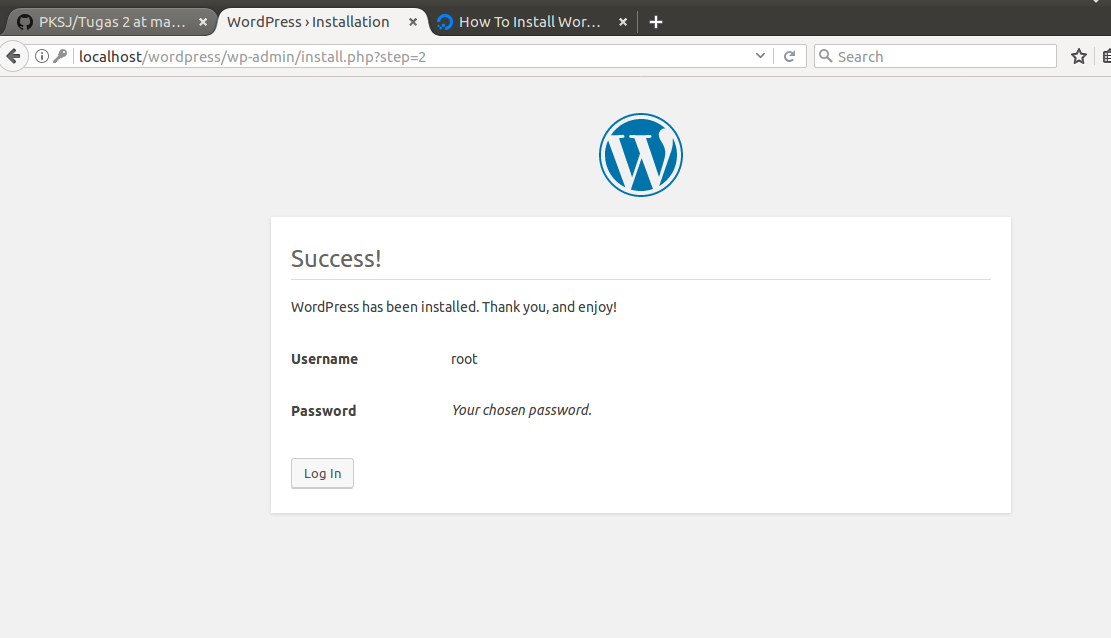 PKSJ/Tugas 2 at ma...
WordPress › Installation
How To Install Wor...
localhost/wordpress/wp-admin/install.php?step=2
Search
Success!
WordPress has been installed. Thank you, and enjoy!
Username root
Password Your chosen password.
Log In